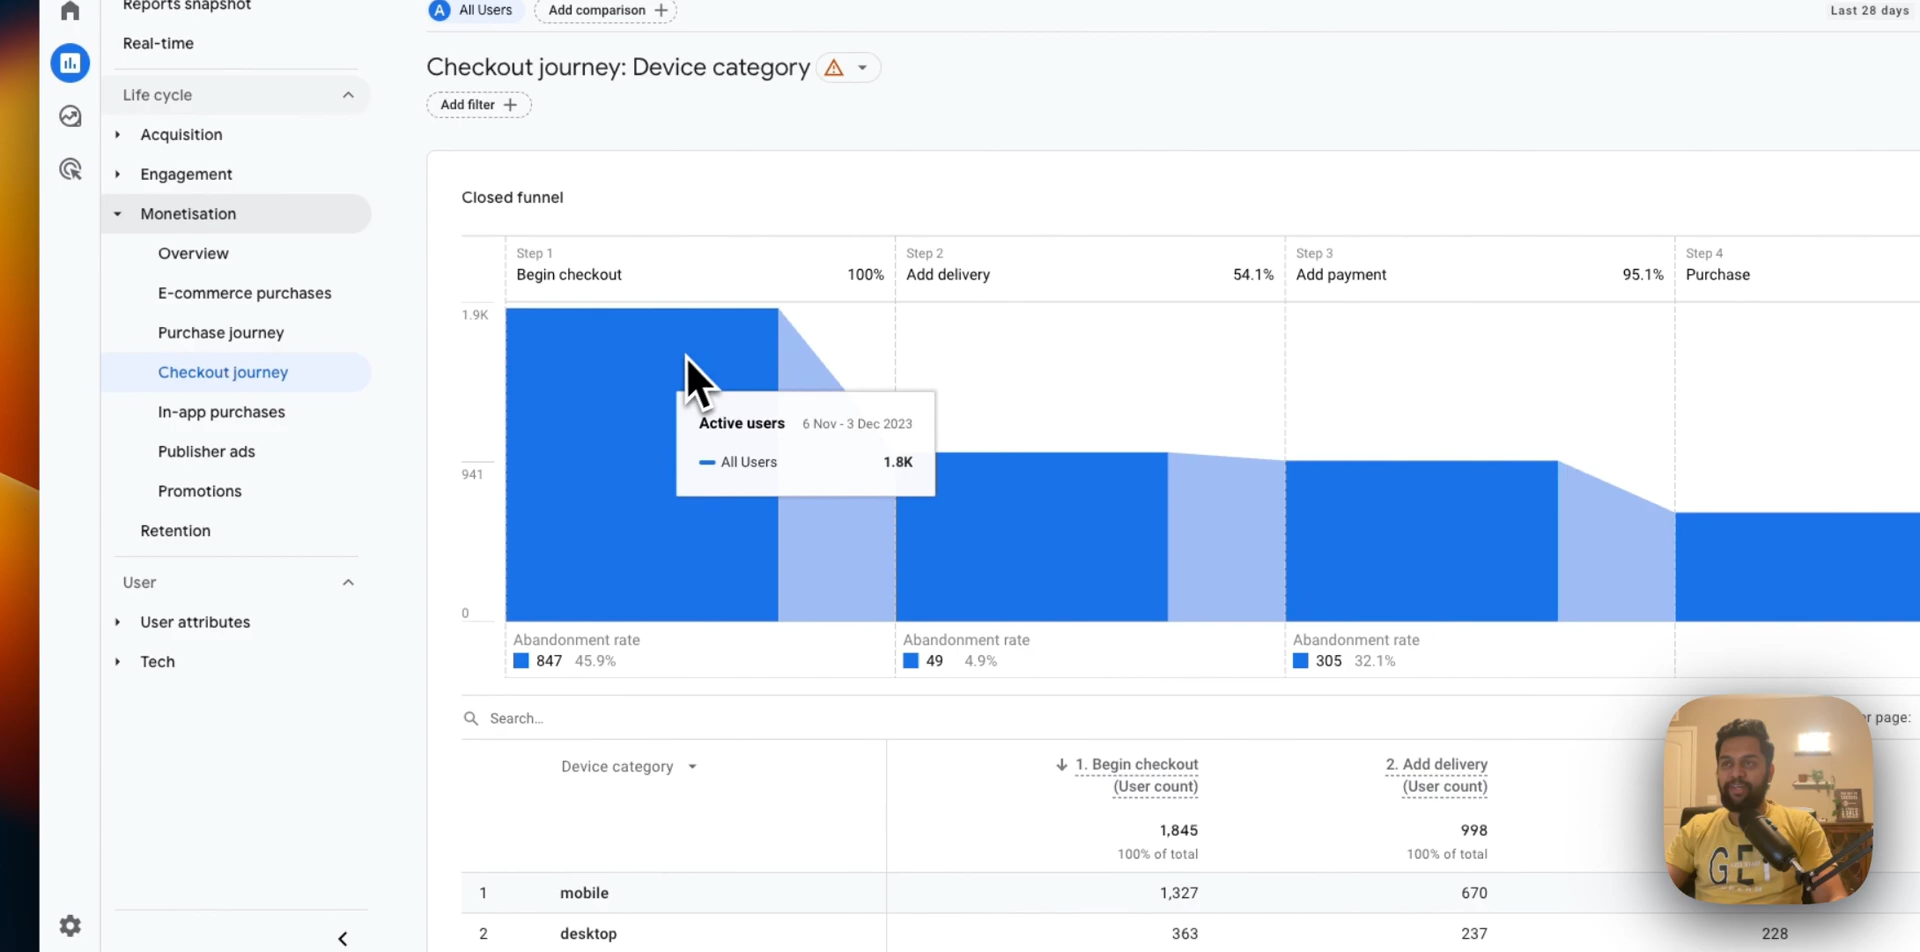 Reports snapshot
Real-time
Life cycle
Acquisition
Engagement
Monetisation
Overview
E-commerce purchases
Purchase journey
Checkout journey
In-app purchases
Publisher ads
Promotions
Retention
User
User attributes
Tech
A All Users
Add comparison +
Last 28 days
Checkout journey: Device category
Add filter +
Closed funnel
Step 1
Begin checkout 100%
Step 2
Add delivery 54.1%
Step 3
Add payment 95.1%
Step 4
Purchase
1.9K
941
0
Active users 6 Nov - 3 Dec 2023
All Users 1.8K
Abandonment rate
847 45.9%
Abandonment rate
49 4.9%
Abandonment rate
305 32.1%
Search...
r page:
Device category
1. Begin checkout
(User count)
2. Add delivery
(User count)
1,845
998
100% of total
100% of total
1 mobile 1,327 670
2 desktop 363 237 228
GET